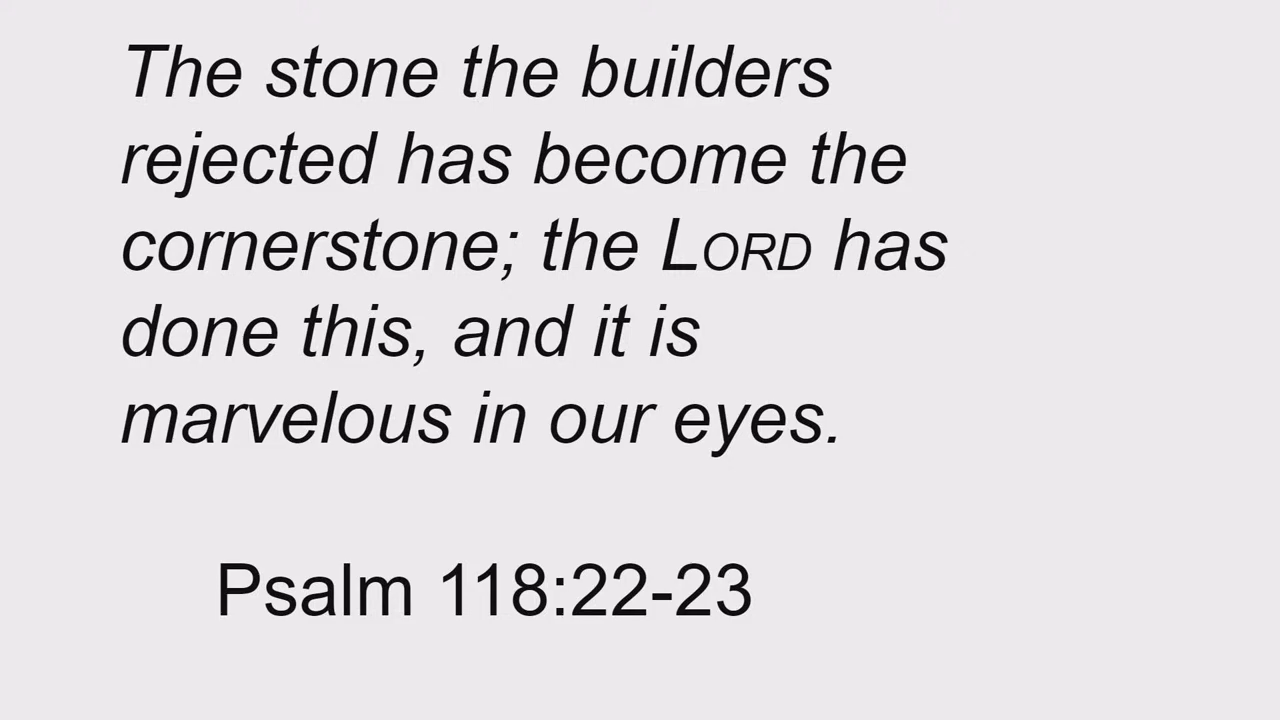 The stone the builders
rejected has become the
cornerstone; the LORD has
done this, and it is
marvelous in our eyes.
Psalm 118:22-23